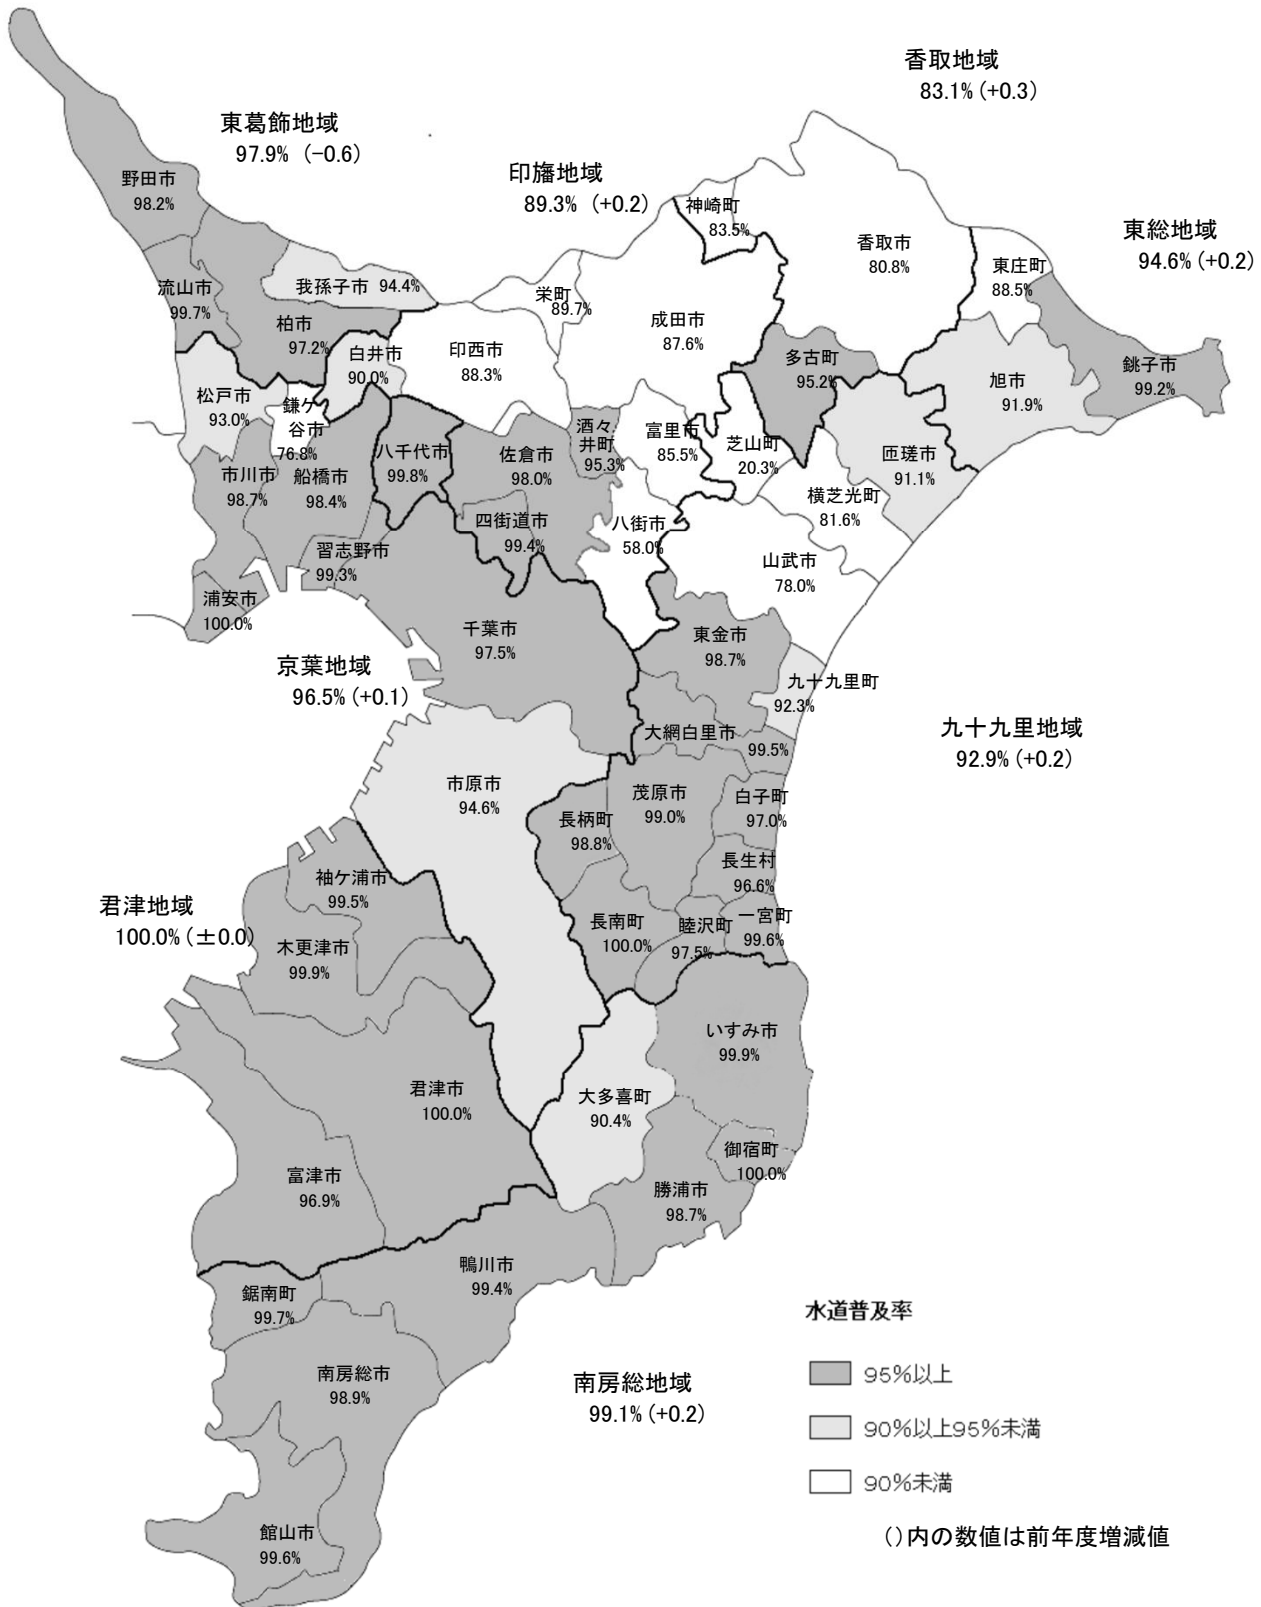 香取地域
83.1% (+0.3)
東葛飾地域
97.9% (−0.6)
印旛地域
89.3% (+0.2)
東総地域
94.6% (+0.2)
野田市
98.2%
神崎町
83.5%
香取市
80.8%
東庄町
88.5%
流山市
99.7%
我孫子市 94.4%
栄町
89.7%
柏市
97.2%
成田市
87.6%
印西市
88.3%
白井市
90.0%
多古町
95.2%
銚子市
99.2%
旭市
91.9%
松戸市
93.0%
鎌ケ
谷市
76.8%
酒々
井町
95.3%
富里市
85.5%
芝山町
20.3%
匝瑳市
91.1%
市川市
98.7%
船橋市
98.4%
八千代市
99.8%
佐倉市
98.0%
横芝光町
81.6%
四街道市
99.4%
八街市
58.0%
習志野市
99.3%
山武市
78.0%
浦安市
100.0%
千葉市
97.5%
東金市
98.7%
京葉地域
96.5% (+0.1)
九十九里町
92.3%
大網白里市
99.5%
九十九里地域
92.9% (+0.2)
市原市
94.6%
茂原市
99.0%
白子町
97.0%
長柄町
98.8%
長生村
96.6%
袖ケ浦市
99.5%
君津地域
100.0% (±0.0)
長南町
100.0%
睦沢町
97.5%
一宮町
99.6%
木更津市
99.9%
いすみ市
99.9%
君津市
100.0%
大多喜町
90.4%
御宿町
100.0%
富津市
96.9%
勝浦市
98.7%
鴨川市
99.4%
鋸南町
99.7%
水道普及率
南房総市
98.9%
南房総地域
99.1% (+0.2)
95%以上
90%以上95%未満
90%未満
館山市
99.6%
()内の数値は前年度増減値